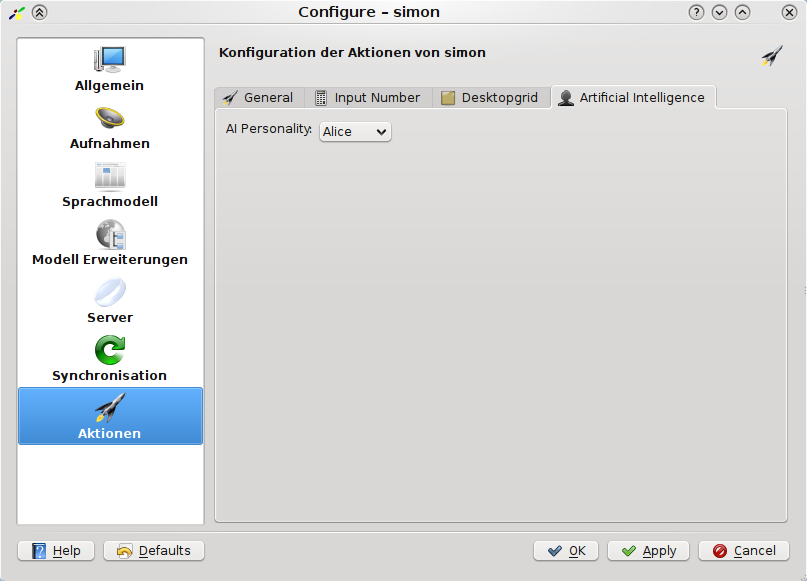 Configure – simon
Allgemein
Aufnahmen
Sprachmodell
Modell Erweiterungen
Server
Synchronisation
Aktionen
Konfiguration der Aktionen von simon
General
Input Number
Desktopgrid
Artificial Intelligence
AI Personality: Alice
Help
Defaults
OK
Apply
Cancel